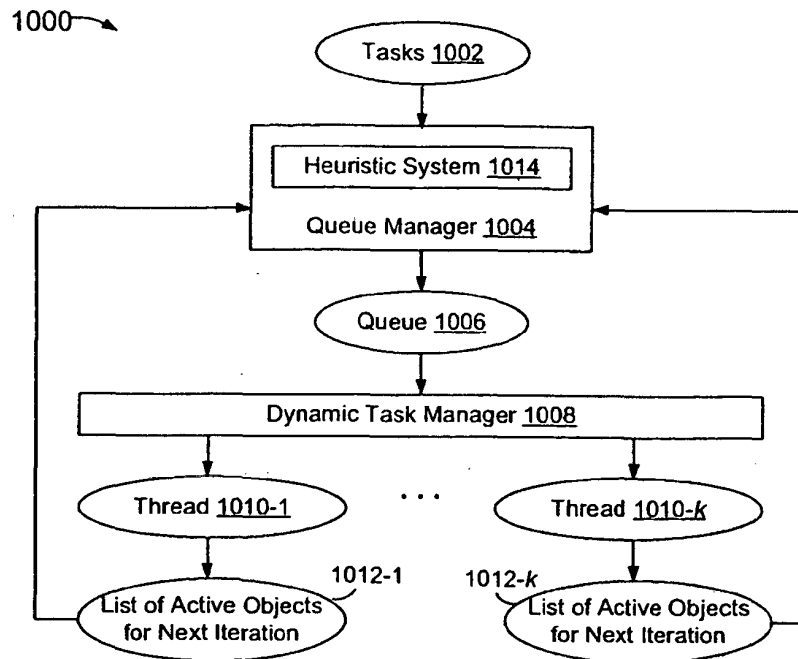 1000
Tasks 1002
Heuristic System 1014
Queue Manager 1004
Queue 1006
Dynamic Task Manager 1008
Thread 1010-1
. . .
Thread 1010-k
1012-1
1012-k
List of Active Objects
for Next Iteration
List of Active Objects
for Next Iteration